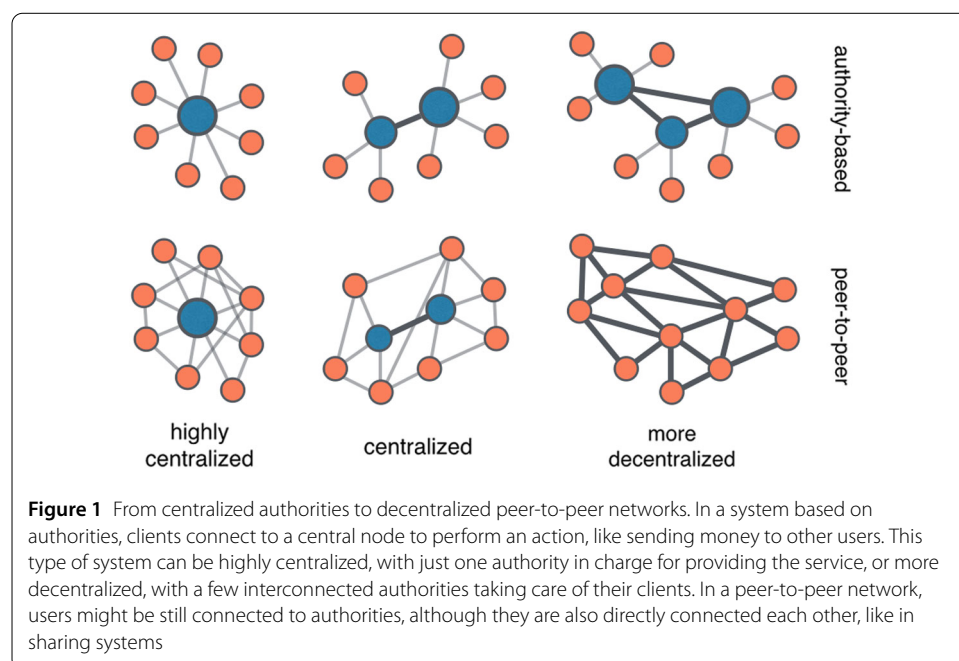 authority-based
peer-to-peer
highly
centralized
centralized
more
decentralized
Figure 1 From centralized authorities to decentralized peer-to-peer networks. In a system based on
authorities, clients connect to a central node to perform an action, like sending money to other users. This
type of system can be highly centralized, with just one authority in charge for providing the service, or more
decentralized, with a few interconnected authorities taking care of their clients. In a peer-to-peer network,
users might be still connected to authorities, although they are also directly connected each other, like in
sharing systems